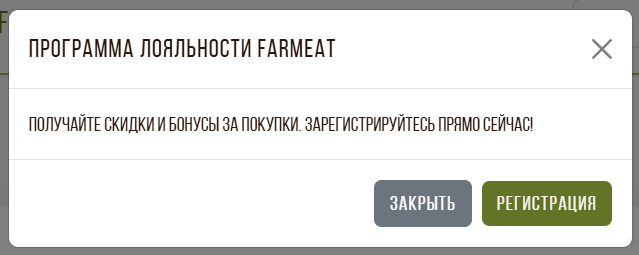 ПРОГРАММА ЛОЯЛЬНОСТИ FARMEAT
ПОЛУЧАЙТЕ СКИДКИ И БОНУСЫ ЗА ПОКУПКИ. ЗАРЕГИСТРИРУЙТЕСЬ ПРЯМО СЕЙЧАС!
ЗАКРЫТЬ
РЕГИСТРАЦИЯ